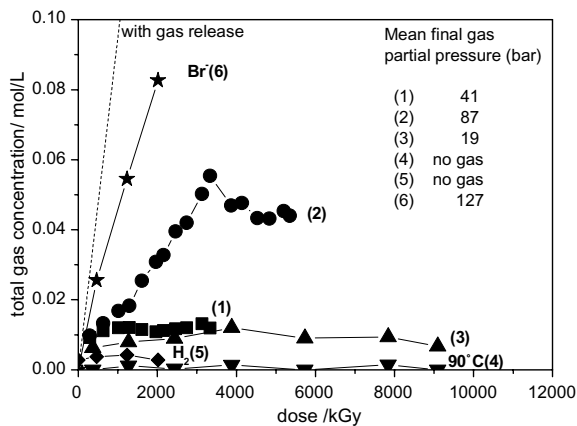 with gas release
Br⁻(6)
Mean final gas
partial pressure (bar)
(1) 41
(2) 87
(3) 19
(4) no gas
(5) no gas
(6) 127
(2)
(1)
(3)
H₂(5)
90°C(4)
total gas concentration/ mol/L
0.10
0.08
0.06
0.04
0.02
0.00
0 2000 4000 6000 8000 10000 12000
dose /kGy